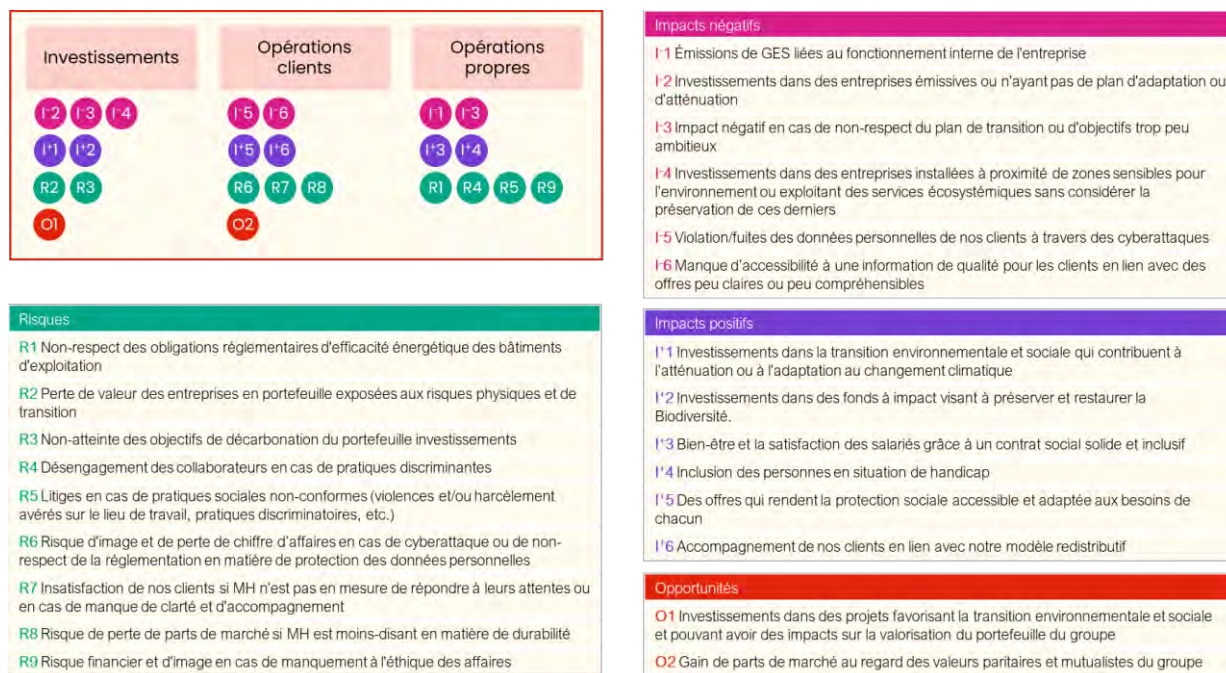 Investissements
Opérations
clients
Opérations
propres
I-2 I-3 I-4
I-5 I-6
I-1 I-3
I+1 I+2
I+5 I+6
I+3 I+4
R2 R3
R6 R7 R8
R1 R4 R5 R9
O1
O2
Risques
R1 Non-respect des obligations réglementaires d'efficacité énergétique des bâtiments
d'exploitation
R2 Perte de valeur des entreprises en portefeuille exposées aux risques physiques et de
transition
R3 Non-atteinte des objectifs de décarbonation du portefeuille investissements
R4 Désengagement des collaborateurs en cas de pratiques discriminantes
R5 Litiges en cas de pratiques sociales non-conformes (violences et/ou harcèlement
avérés sur le lieu de travail, pratiques discriminatoires, etc.)
R6 Risque d'image et de perte de chiffre d'affaires en cas de cyberattaque ou de non-
respect de la réglementation en matière de protection des données personnelles
R7 Insatisfaction de nos clients si MH n'est pas en mesure de répondre à leurs attentes ou
en cas de manque de clarté et d'accompagnement
R8 Risque de perte de parts de marché si MH est moins-disant en matière de durabilité
R9 Risque financier et d'image en cas de manquement à l'éthique des affaires
Impacts négatifs
I-1 Émissions de GES liées au fonctionnement interne de l'entreprise
I-2 Investissements dans des entreprises émissives ou n'ayant pas de plan d'adaptation ou
d'atténuation
I-3 Impact négatif en cas de non-respect du plan de transition ou d'objectifs trop peu
ambitieux
I-4 Investissements dans des entreprises installées à proximité de zones sensibles pour
l'environnement ou exploitant des services écosystémiques sans considérer la
préservation de ces derniers
I-5 Violation/fuites des données personnelles de nos clients à travers des cyberattaques
I-6 Manque d'accessibilité à une information de qualité pour les clients en lien avec des
offres peu claires ou peu compréhensibles
Impacts positifs
I+1 Investissements dans la transition environnementale et sociale qui contribuent à
l'atténuation ou à l'adaptation au changement climatique
I+2 Investissements dans des fonds à impact visant à préserver et restaurer la
Biodiversité.
I+3 Bien-être et la satisfaction des salariés grâce à un contrat social solide et inclusif
I+4 Inclusion des personnes en situation de handicap
I+5 Des offres qui rendent la protection sociale accessible et adaptée aux besoins de
chacun
I+6 Accompagnement de nos clients en lien avec notre modèle redistributif
Opportunités
O1 Investissements dans des projets favorisant la transition environnementale et sociale
et pouvant avoir des impacts sur la valorisation du portefeuille du groupe
O2 Gain de parts de marché au regard des valeurs paritaires et mutualistes du groupe